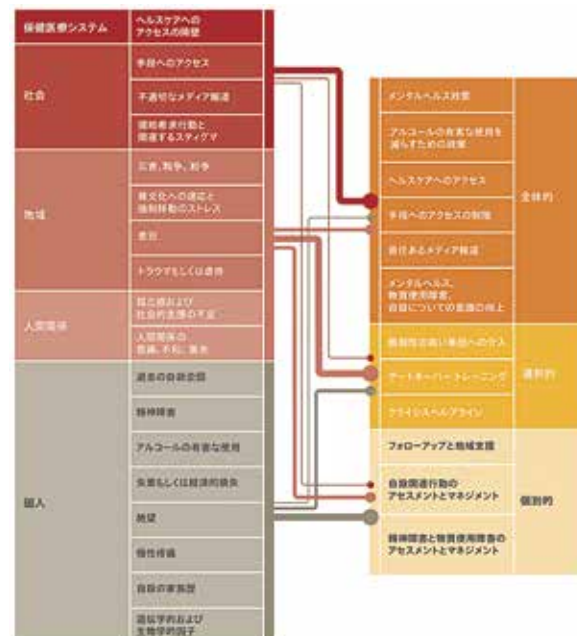 保健医療システム
ヘルスケアへの
アクセスの障壁
社会
手段へのアクセス
不適切なメディア報道
援助希求行動と
関連するスティグマ
地域
災害、戦争、紛争
異文化への適応と
強制移動のストレス
差別
トラウマもしくは虐待
人間関係
孤立感および
社会的支援の不足
人間関係の
葛藤、不和、喪失
個人
過去の自殺企図
精神障害
アルコールの有害な使用
失業もしくは経済的損失
絶望
慢性疼痛
自殺の家族歴
遺伝学的および
生物学的因子
全体的
メンタルヘルス政策
アルコールの有害な使用を
減らすための政策
ヘルスケアへのアクセス
手段へのアクセスの制限
責任あるメディア報道
メンタルヘルス、
物質使用障害、
自殺についての意識の向上
選択的
脆弱性の高い集団への介入
ゲートキーパートレーニング
クライシスヘルプライン
個別的
フォローアップと地域支援
自殺関連行動の
アセスメントとマネジメント
精神障害と物質使用障害の
アセスメントとマネジメント